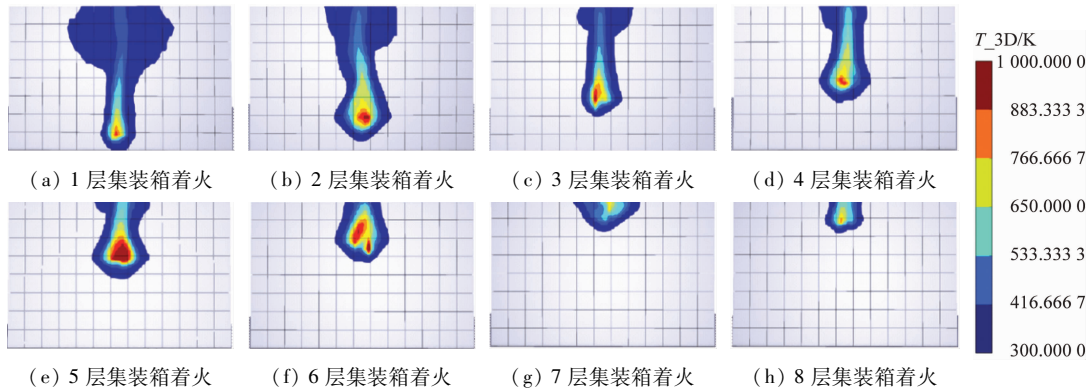 T_3D/K
1 000.000 0
883.333 3
766.666 7
650.000 0
533.333 3
416.666 7
300.000 0
(a) 1 层集装箱着火
(b) 2 层集装箱着火
(c) 3 层集装箱着火
(d) 4 层集装箱着火
(e) 5 层集装箱着火
(f) 6 层集装箱着火
(g) 7 层集装箱着火
(h) 8 层集装箱着火